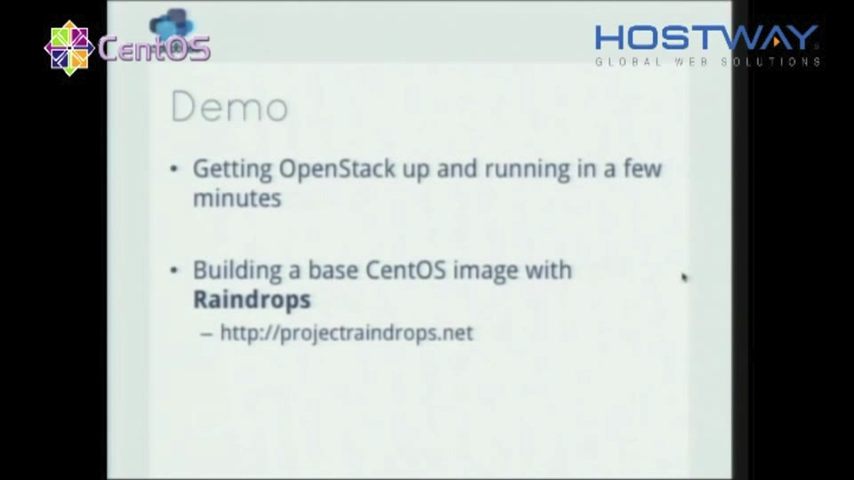 CentOS
HOSTWAY
GLOBAL WEB SOLUTIONS
Demo
• Getting OpenStack up and running in a few
minutes
• Building a base CentOS image with
Raindrops
– http://projectraindrops.net